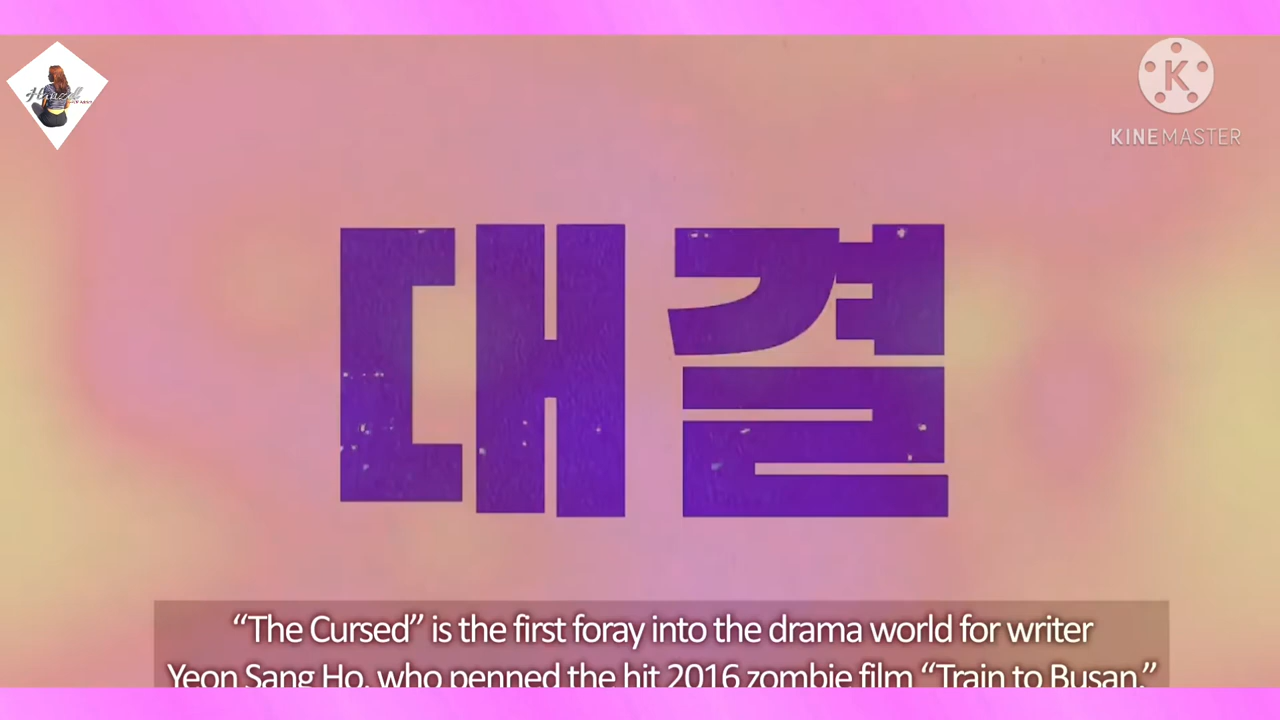 KINEMASTER
대결
“The Cursed” is the first foray into the drama world for writer
Yeon Sang Ho, who penned the hit 2016 zombie film “Train to Busan.”